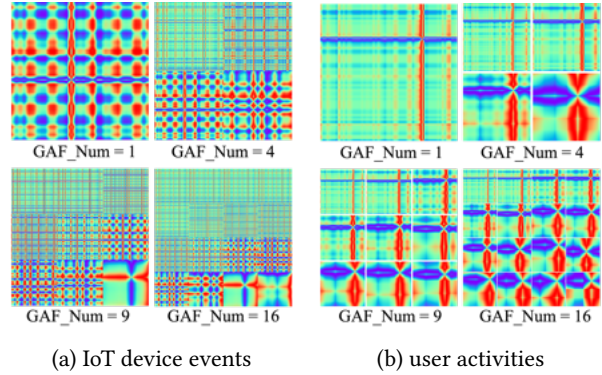 GAF_Num = 1 GAF_Num = 4
GAF_Num = 1 GAF_Num = 4
GAF_Num = 9 GAF_Num = 16
GAF_Num = 9 GAF_Num = 16
(a) IoT device events
(b) user activities